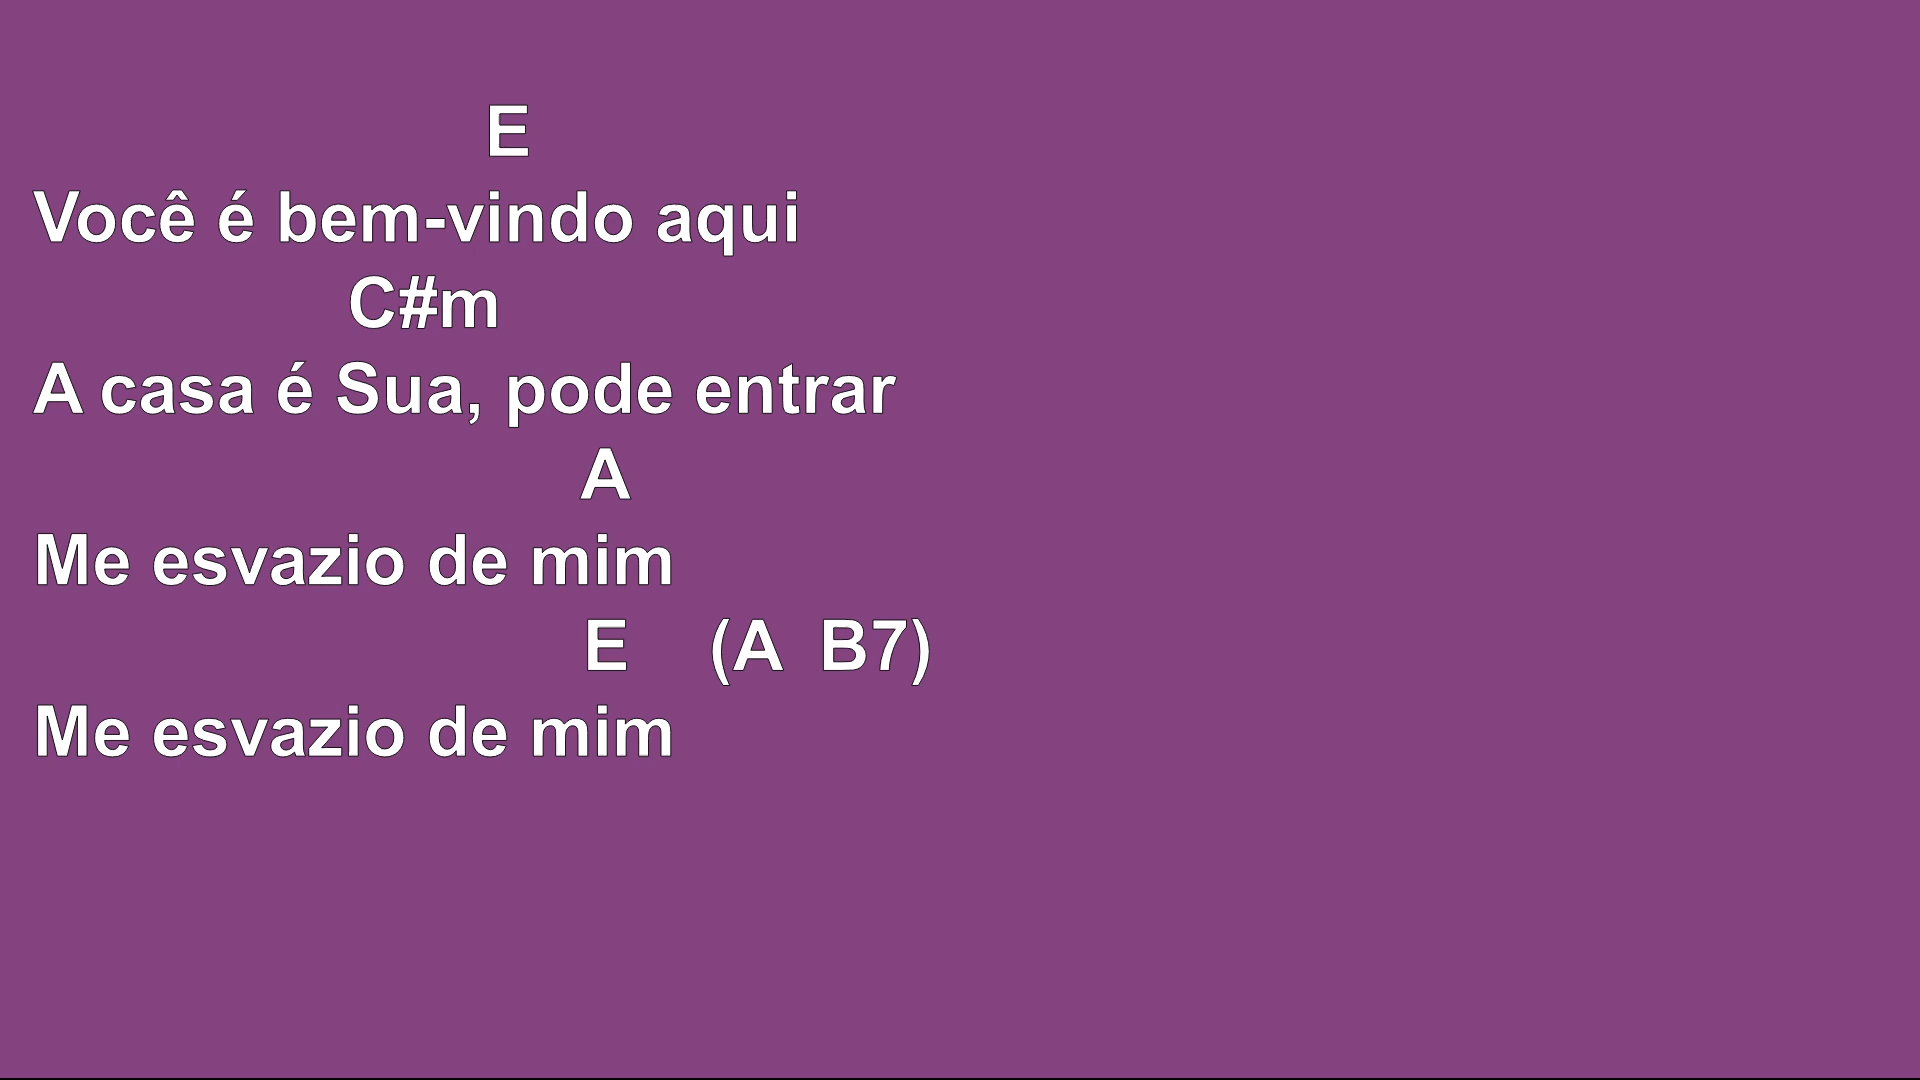 E
Você é bem-vindo aqui
C#m
A casa é Sua, pode entrar
A
Me esvazio de mim
E (A B7)
Me esvazio de mim